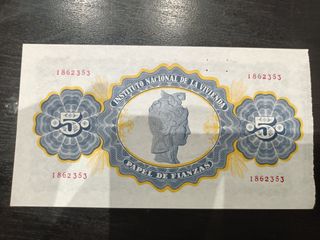 1862353 1862353
INSTITUTO NACIONAL DE LA VIVIENDA
5 5
PAPEL DE FIANZAS
1862353 1862353